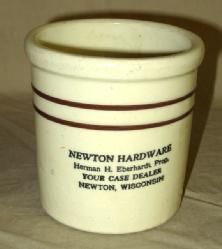 NEWTON HARDWARE
Herman H. Eberhardt, Prop.
YOUR CASE DEALER
NEWTON, WISCONSIN